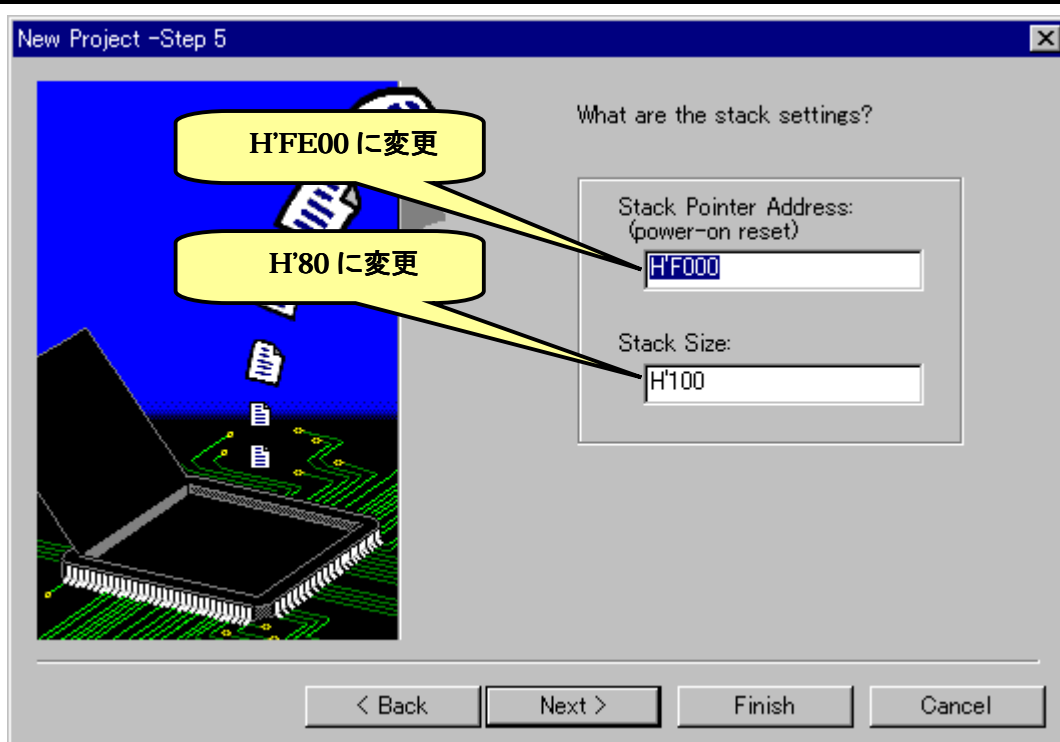 New Project -Step 5
H'FE00 に変更
What are the stack settings?
Stack Pointer Address:
(power-on reset)
H'F000
H'80 に変更
Stack Size:
H'100
< Back
Next >
Finish
Cancel